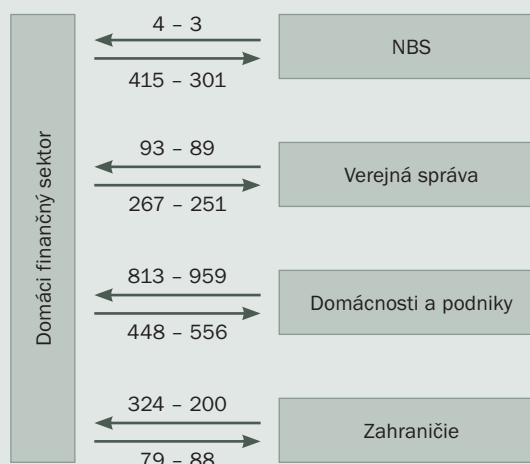 Domáci finančný sektor
4 – 3
NBS
415 – 301
93 – 89
Verejná správa
267 – 251
813 – 959
Domácnosti a podniky
448 – 556
324 – 200
Zahraničie
79 – 88